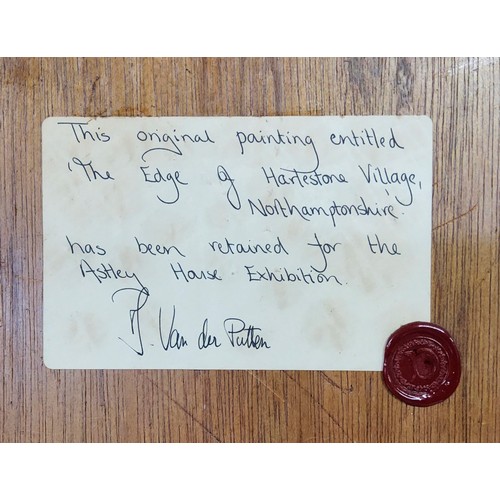 This original painting entitled
'The Edge of Harlestone Village,
Northamptonshire.
has been retained for the
Astley House Exhibition.
J. Van der Putten